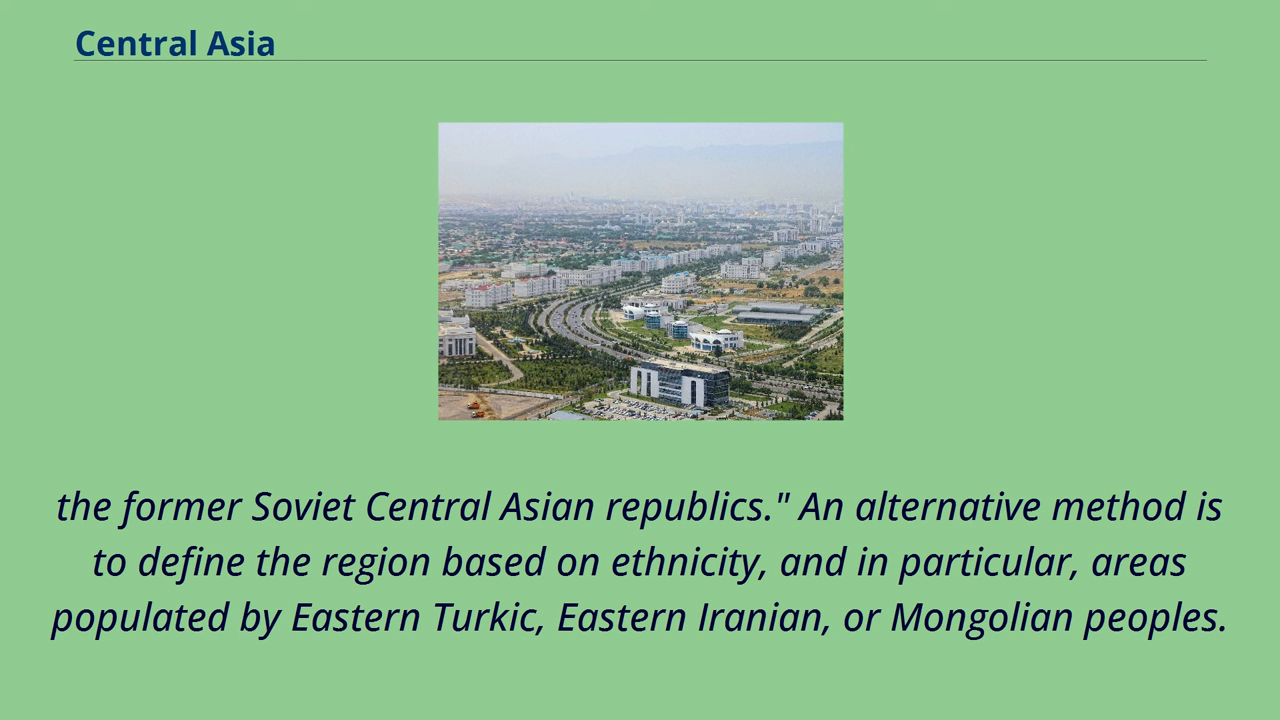 Central Asia
the former Soviet Central Asian republics." An alternative method is
to define the region based on ethnicity, and in particular, areas
populated by Eastern Turkic, Eastern Iranian, or Mongolian peoples.